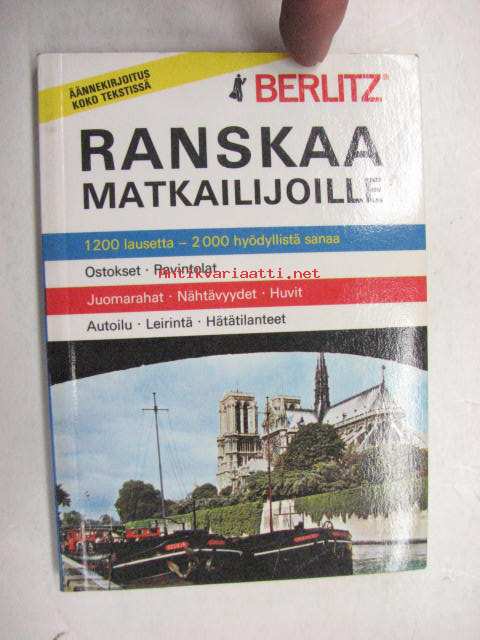 ÄÄNNEKIRJOITUS
KOKO TEKSTISSÄ
BERLITZ®
RANSKAA
MATKAILIJOILLE
1200 lausetta – 2000 hyödyllistä sanaa
Ostokset · Ravintolat
Antikvariaatti.net
Juomarahat · Nähtävyydet · Huvit
Autoilu · Leirintä · Hätätilanteet